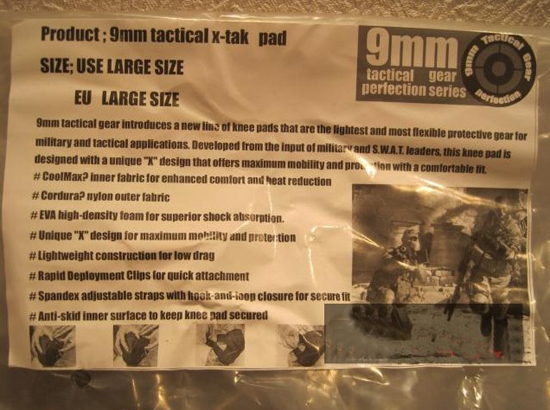 Product ; 9mm tactical x-tak pad
SIZE; USE LARGE SIZE
EU LARGE SIZE
9mm
tactical gear
perfection series
9mm Tactical Gear
perfection
9mm tactical gear introduces a new line of knee pads that are the lightest and most flexible protective gear for
military and tactical applications. Developed from the input of military and S.W.A.T. leaders, this knee pad is
designed with a unique "X" design that offers maximum mobility and protection with a comfortable fit.
# CoolMax? inner fabric for enhanced comfort and heat reduction
# Cordura? nylon outer fabric
# EVA high-density foam for superior shock absorption.
# Unique "X" design for maximum mobility and protection
# Lightweight construction for low drag
# Rapid Deployment Clips for quick attachment
# Spandex adjustable straps with hook-and-loop closure for secure fit
# Anti-skid inner surface to keep knee pad secured